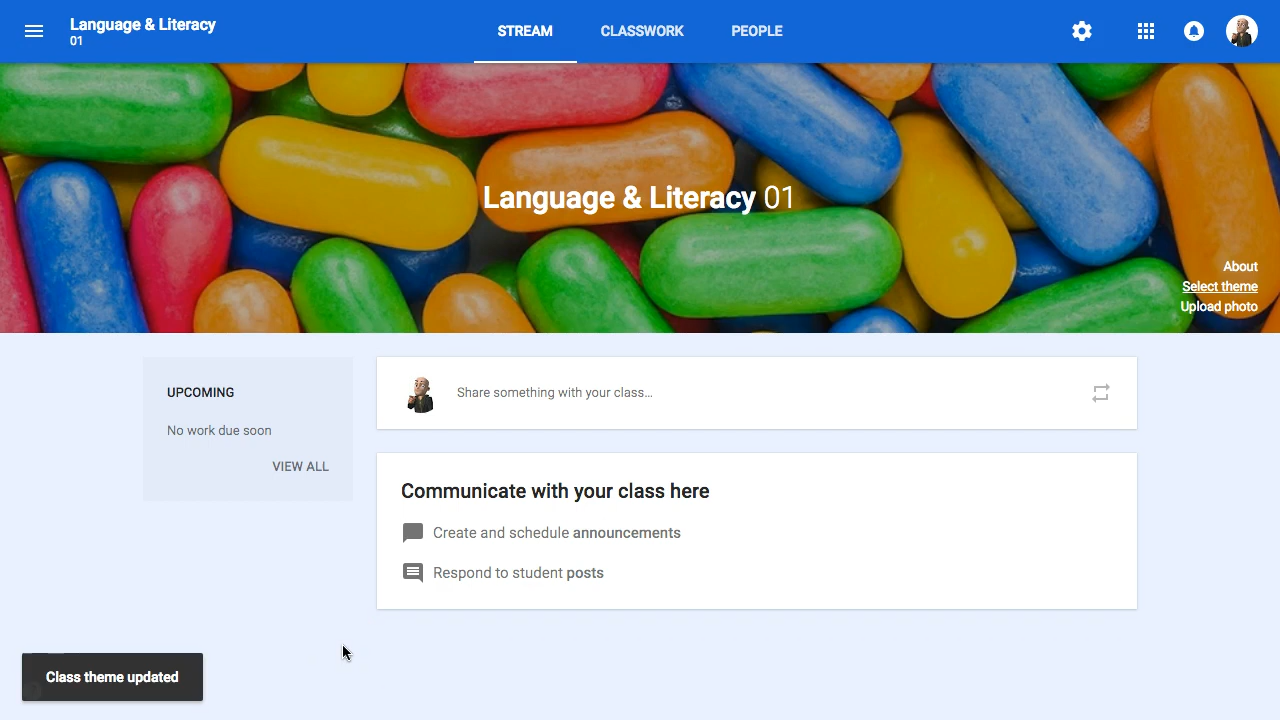 Language & Literacy
01
STREAM
CLASSWORK
PEOPLE
Language & Literacy 01
About
Select theme
Upload photo
UPCOMING
No work due soon
VIEW ALL
Share something with your class...
Communicate with your class here
Create and schedule announcements
Respond to student posts
Class theme updated